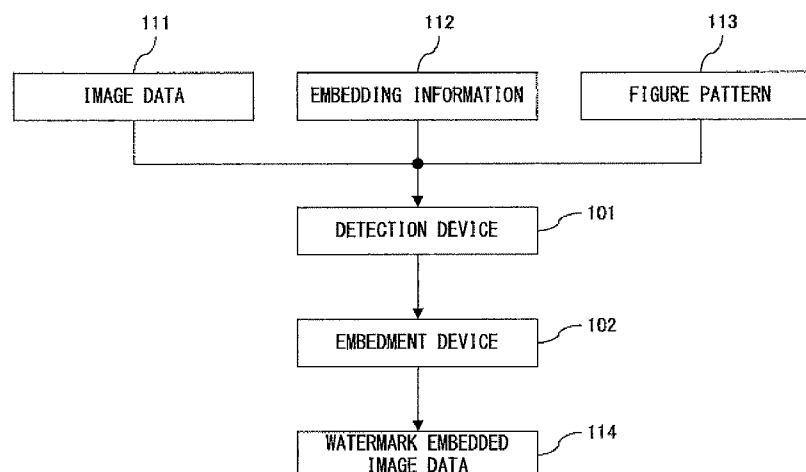 111
112
113
IMAGE DATA
EMBEDDING INFORMATION
FIGURE PATTERN
DETECTION DEVICE
101
EMBEDMENT DEVICE
102
WATERMARK EMBEDDED
IMAGE DATA
114